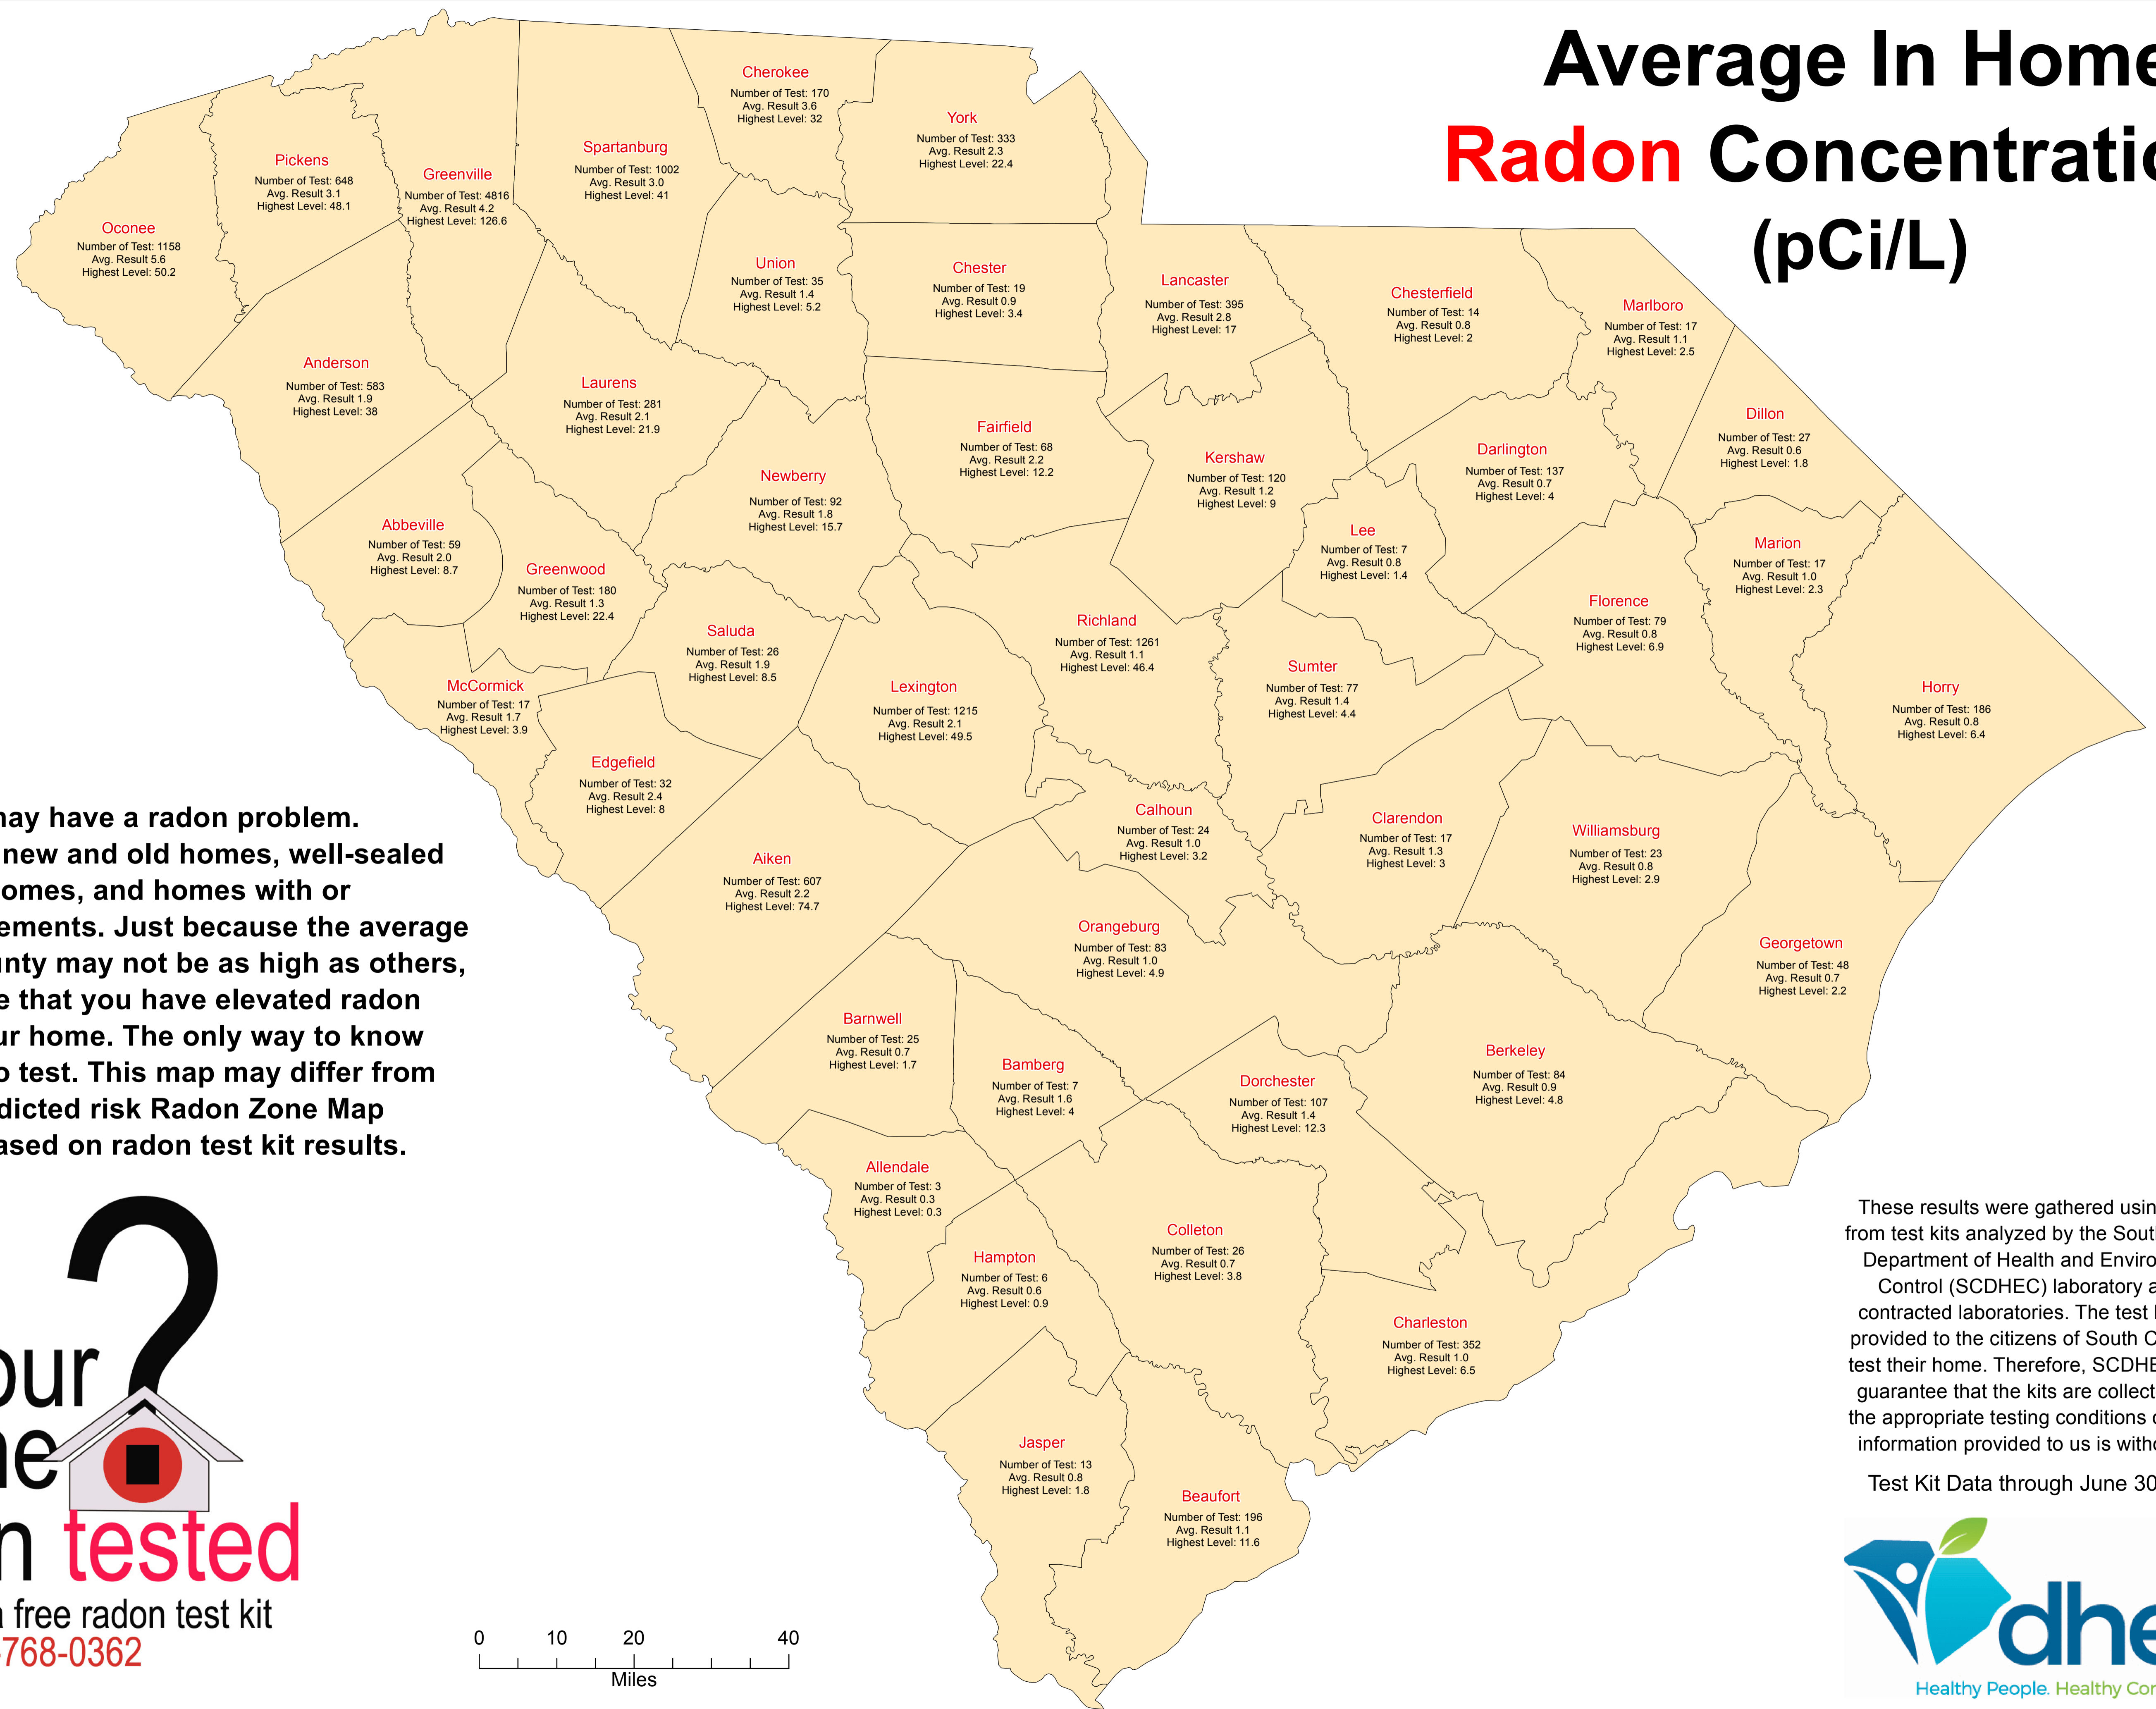 Average In Home
Radon Concentratio
(pCi/L)
Cherokee
Number of Test: 170
Avg. Result 3.6
Highest Level: 32
York
Number of Test: 333
Avg. Result 2.3
Highest Level: 22.4
Spartanburg
Number of Test: 1002
Avg. Result 3.0
Highest Level: 41
Pickens
Number of Test: 648
Avg. Result 3.1
Highest Level: 48.1
Greenville
Number of Test: 4816
Avg. Result 4.2
Highest Level: 126.6
Oconee
Number of Test: 1158
Avg. Result 5.6
Highest Level: 50.2
Union
Number of Test: 35
Avg. Result 1.4
Highest Level: 5.2
Chester
Number of Test: 19
Avg. Result 0.9
Highest Level: 3.4
Lancaster
Number of Test: 395
Avg. Result 2.8
Highest Level: 17
Chesterfield
Number of Test: 14
Avg. Result 0.8
Highest Level: 2
Marlboro
Number of Test: 17
Avg. Result 1.1
Highest Level: 2.5
Anderson
Number of Test: 583
Avg. Result 1.9
Highest Level: 38
Laurens
Number of Test: 281
Avg. Result 2.1
Highest Level: 21.9
Dillon
Number of Test: 27
Avg. Result 0.6
Highest Level: 1.8
Fairfield
Number of Test: 68
Avg. Result 2.2
Highest Level: 12.2
Darlington
Number of Test: 137
Avg. Result 0.7
Highest Level: 4
Kershaw
Number of Test: 120
Avg. Result 1.2
Highest Level: 9
Newberry
Number of Test: 92
Avg. Result 1.8
Highest Level: 15.7
Abbeville
Number of Test: 59
Avg. Result 2.0
Highest Level: 8.7
Lee
Number of Test: 7
Avg. Result 0.8
Highest Level: 1.4
Marion
Number of Test: 17
Avg. Result 1.0
Highest Level: 2.3
Greenwood
Number of Test: 180
Avg. Result 1.3
Highest Level: 22.4
Florence
Number of Test: 79
Avg. Result 0.8
Highest Level: 6.9
Richland
Number of Test: 1261
Avg. Result 1.1
Highest Level: 46.4
Saluda
Number of Test: 26
Avg. Result 1.9
Highest Level: 8.5
Sumter
Number of Test: 77
Avg. Result 1.4
Highest Level: 4.4
McCormick
Number of Test: 17
Avg. Result 1.7
Highest Level: 3.9
Lexington
Number of Test: 1215
Avg. Result 2.1
Highest Level: 49.5
Horry
Number of Test: 186
Avg. Result 0.8
Highest Level: 6.4
Edgefield
Number of Test: 32
Avg. Result 2.4
Highest Level: 8
Calhoun
Number of Test: 24
Avg. Result 1.0
Highest Level: 3.2
Clarendon
Number of Test: 17
Avg. Result 1.3
Highest Level: 3
Williamsburg
Number of Test: 23
Avg. Result 0.8
Highest Level: 2.9
Aiken
Number of Test: 607
Avg. Result 2.2
Highest Level: 74.7
Orangeburg
Number of Test: 83
Avg. Result 1.0
Highest Level: 4.9
Georgetown
Number of Test: 48
Avg. Result 0.7
Highest Level: 2.2
Barnwell
Number of Test: 25
Avg. Result 0.7
Highest Level: 1.7
Bamberg
Number of Test: 7
Avg. Result 1.6
Highest Level: 4
Dorchester
Number of Test: 107
Avg. Result 1.4
Highest Level: 12.3
Berkeley
Number of Test: 84
Avg. Result 0.9
Highest Level: 4.8
Allendale
Number of Test: 3
Avg. Result 0.3
Highest Level: 0.3
Colleton
Number of Test: 26
Avg. Result 0.7
Highest Level: 3.8
Hampton
Number of Test: 6
Avg. Result 0.6
Highest Level: 0.9
Charleston
Number of Test: 352
Avg. Result 1.0
Highest Level: 6.5
Jasper
Number of Test: 13
Avg. Result 0.8
Highest Level: 1.8
Beaufort
Number of Test: 196
Avg. Result 1.1
Highest Level: 11.6
may have a radon problem.
new and old homes, well-sealed
omes, and homes with or
ements. Just because the average
unty may not be as high as others,
e that you have elevated radon
ur home. The only way to know
o test. This map may differ from
dicted risk Radon Zone Map
ased on radon test kit results.
our
ne
n tested
a free radon test kit
-768-0362
0 10 20 40
Miles
These results were gathered usin
from test kits analyzed by the Sout
Department of Health and Enviro
Control (SCDHEC) laboratory a
contracted laboratories. The test
provided to the citizens of South C
test their home. Therefore, SCDHE
guarantee that the kits are collect
the appropriate testing conditions
information provided to us is witho
Test Kit Data through June 30
dhe
Healthy People. Healthy Co